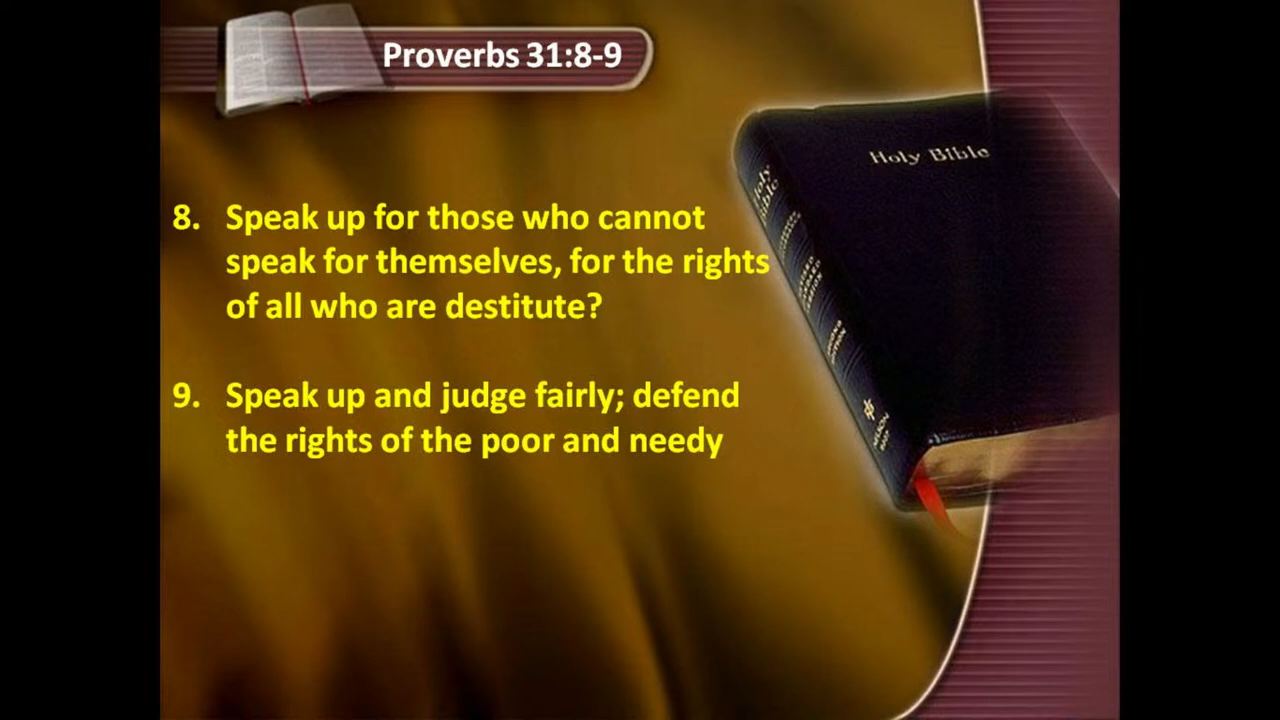 Proverbs 31:8-9
Holy Bible
Holy
Bible
8. Speak up for those who cannot
speak for themselves, for the rights
of all who are destitute?
9. Speak up and judge fairly; defend
the rights of the poor and needy